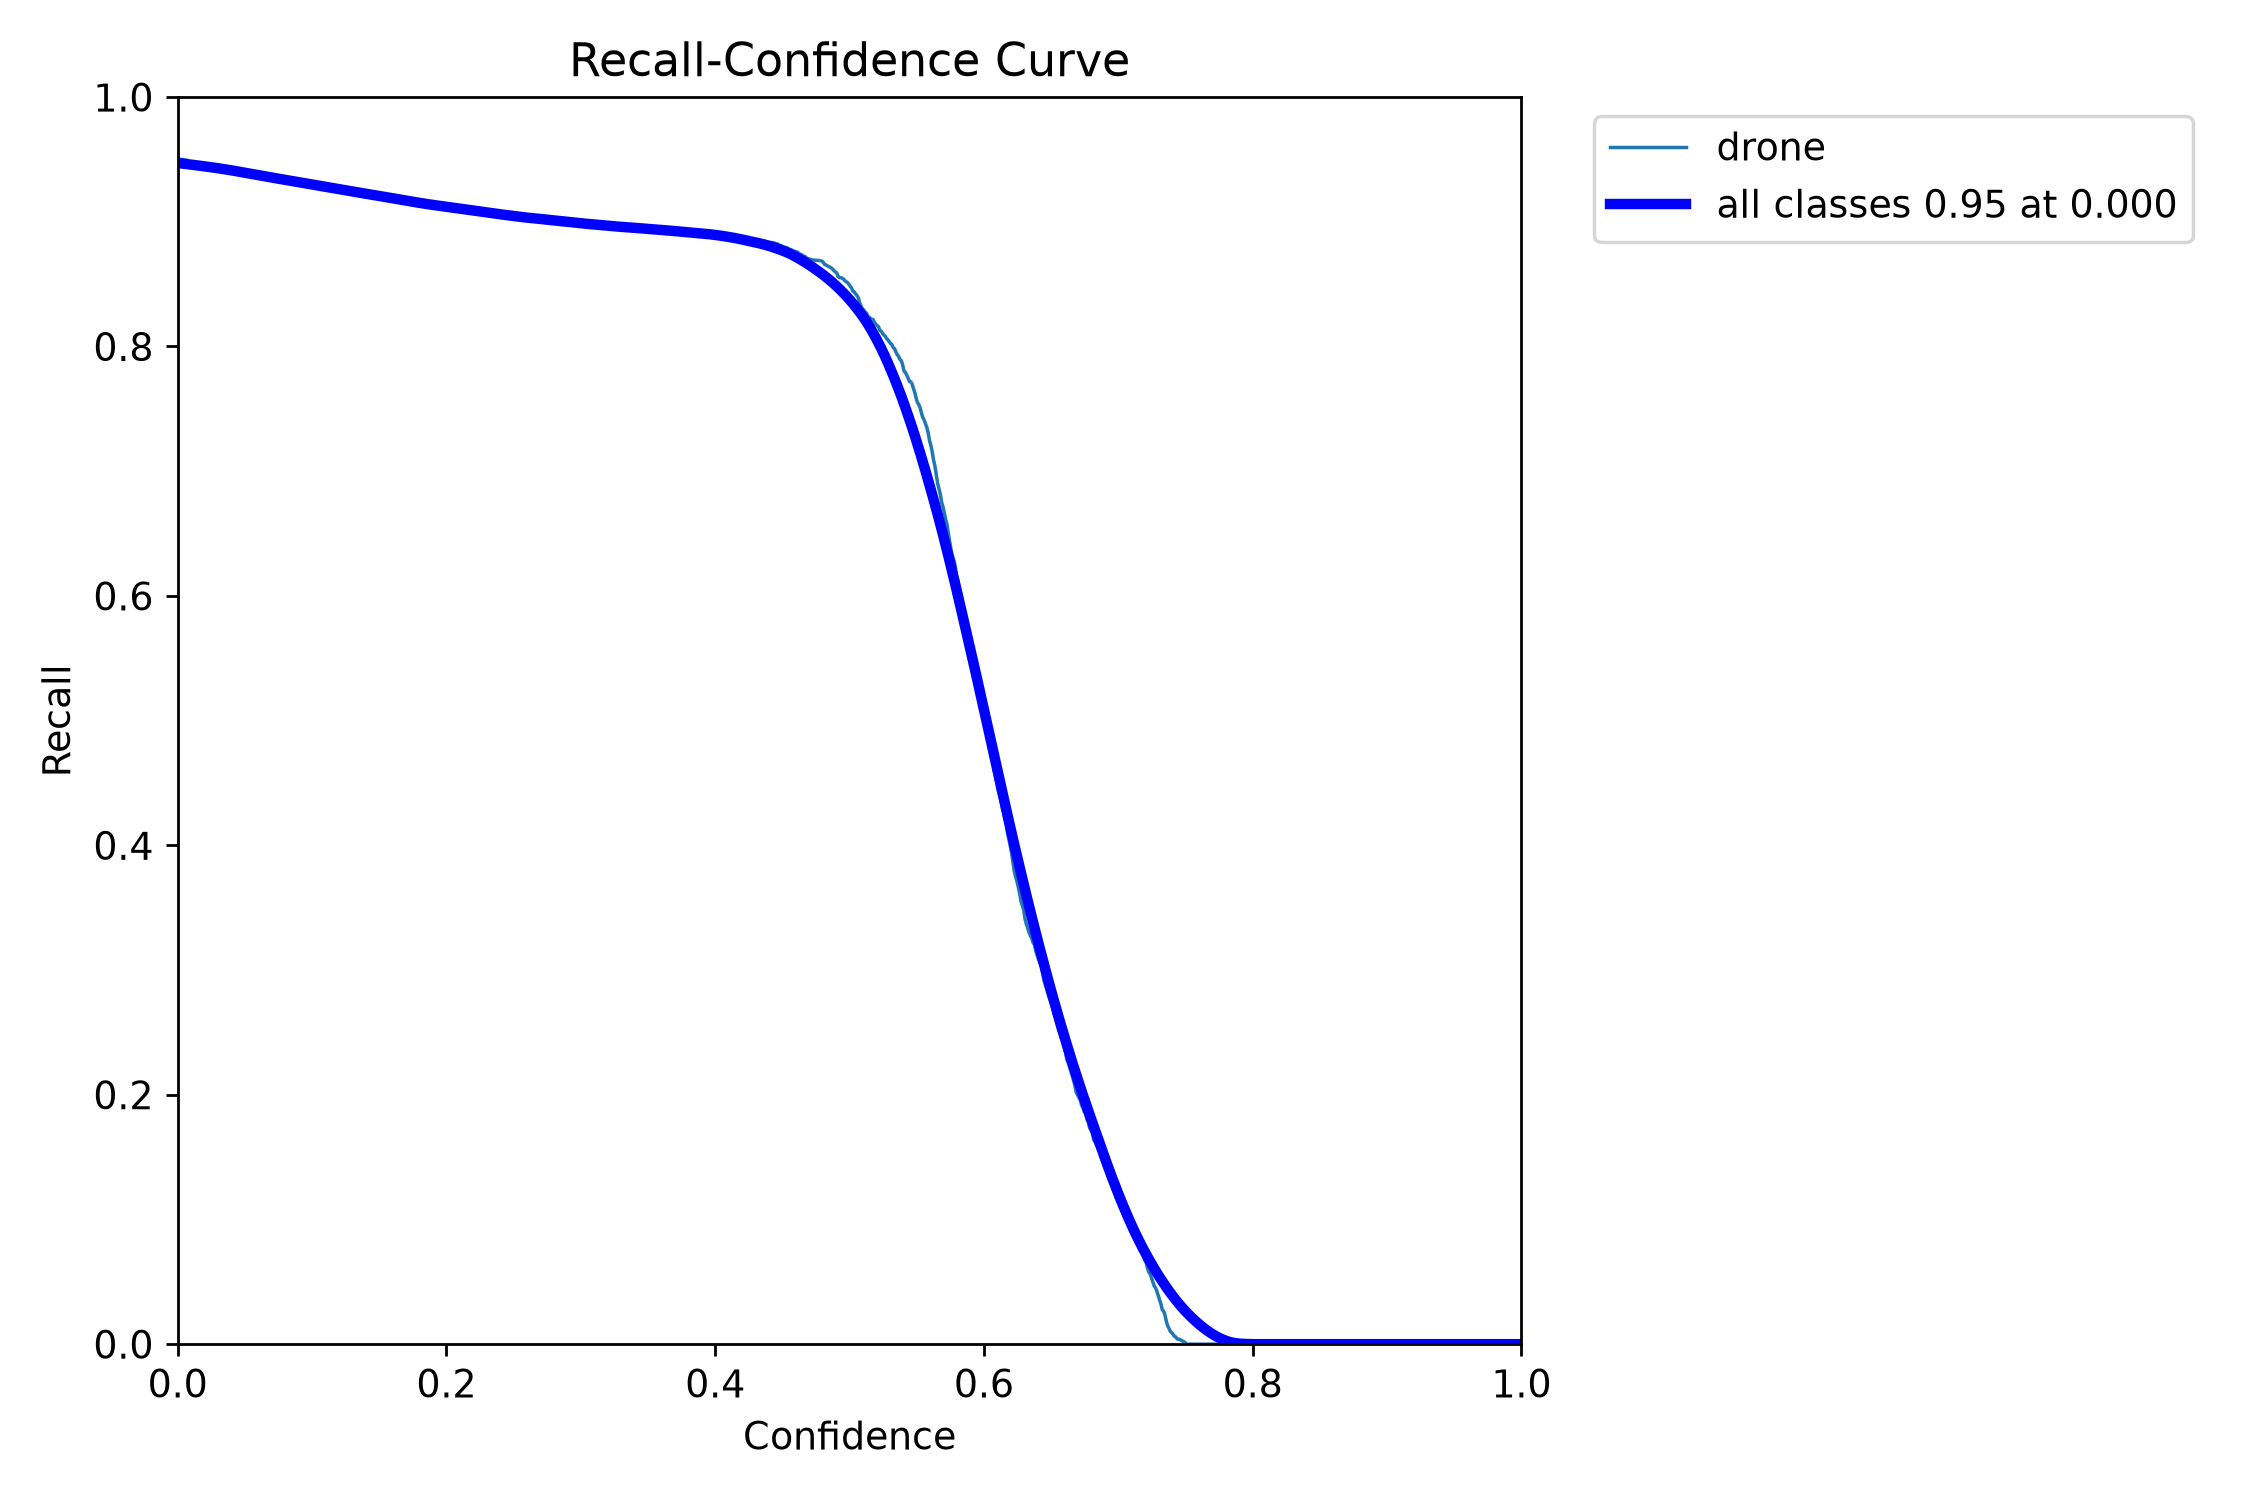 Recall-Confidence Curve
1.0
0.8
0.6
0.4
0.2
0.0
Recall
0.0 0.2 0.4 0.6 0.8 1.0
Confidence
drone
all classes 0.95 at 0.000